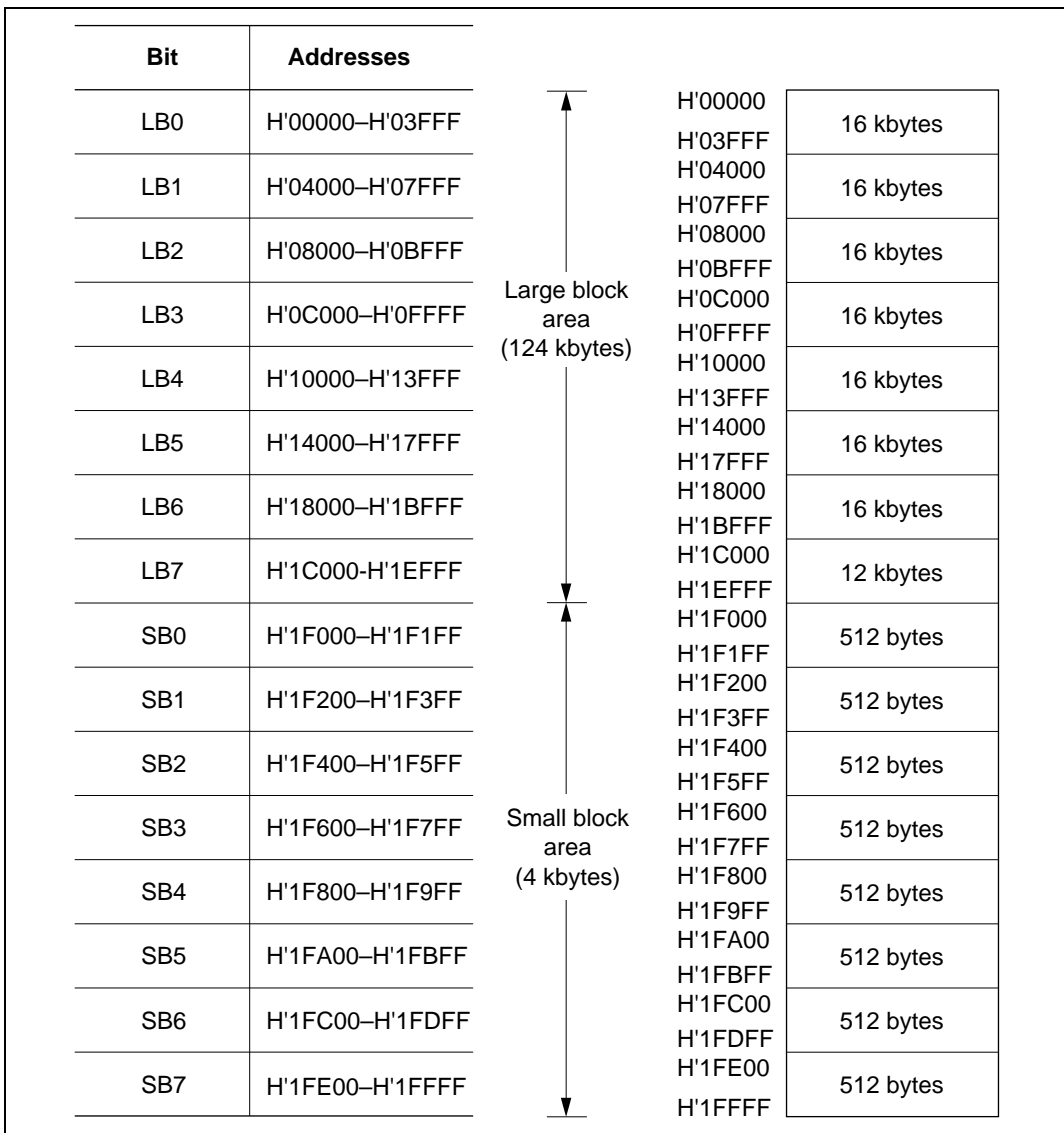 Bit Addresses
LB0 H'00000–H'03FFF
LB1 H'04000–H'07FFF
LB2 H'08000–H'0BFFF
LB3 H'0C000–H'0FFFF
LB4 H'10000–H'13FFF
LB5 H'14000–H'17FFF
LB6 H'18000–H'1BFFF
LB7 H'1C000-H'1EFFF
SB0 H'1F000–H'1F1FF
SB1 H'1F200–H'1F3FF
SB2 H'1F400–H'1F5FF
SB3 H'1F600–H'1F7FF
SB4 H'1F800–H'1F9FF
SB5 H'1FA00–H'1FBFF
SB6 H'1FC00–H'1FDFF
SB7 H'1FE00–H'1FFFF
Large block
area
(124 kbytes)
Small block
area
(4 kbytes)
H'00000
16 kbytes
H'03FFF
H'04000
16 kbytes
H'07FFF
H'08000
16 kbytes
H'0BFFF
H'0C000
16 kbytes
H'0FFFF
H'10000
16 kbytes
H'13FFF
H'14000
16 kbytes
H'17FFF
H'18000
16 kbytes
H'1BFFF
H'1C000
12 kbytes
H'1EFFF
H'1F000
512 bytes
H'1F1FF
H'1F200
512 bytes
H'1F3FF
H'1F400
512 bytes
H'1F5FF
H'1F600
512 bytes
H'1F7FF
H'1F800
512 bytes
H'1F9FF
H'1FA00
512 bytes
H'1FBFF
H'1FC00
512 bytes
H'1FDFF
H'1FE00
512 bytes
H'1FFFF